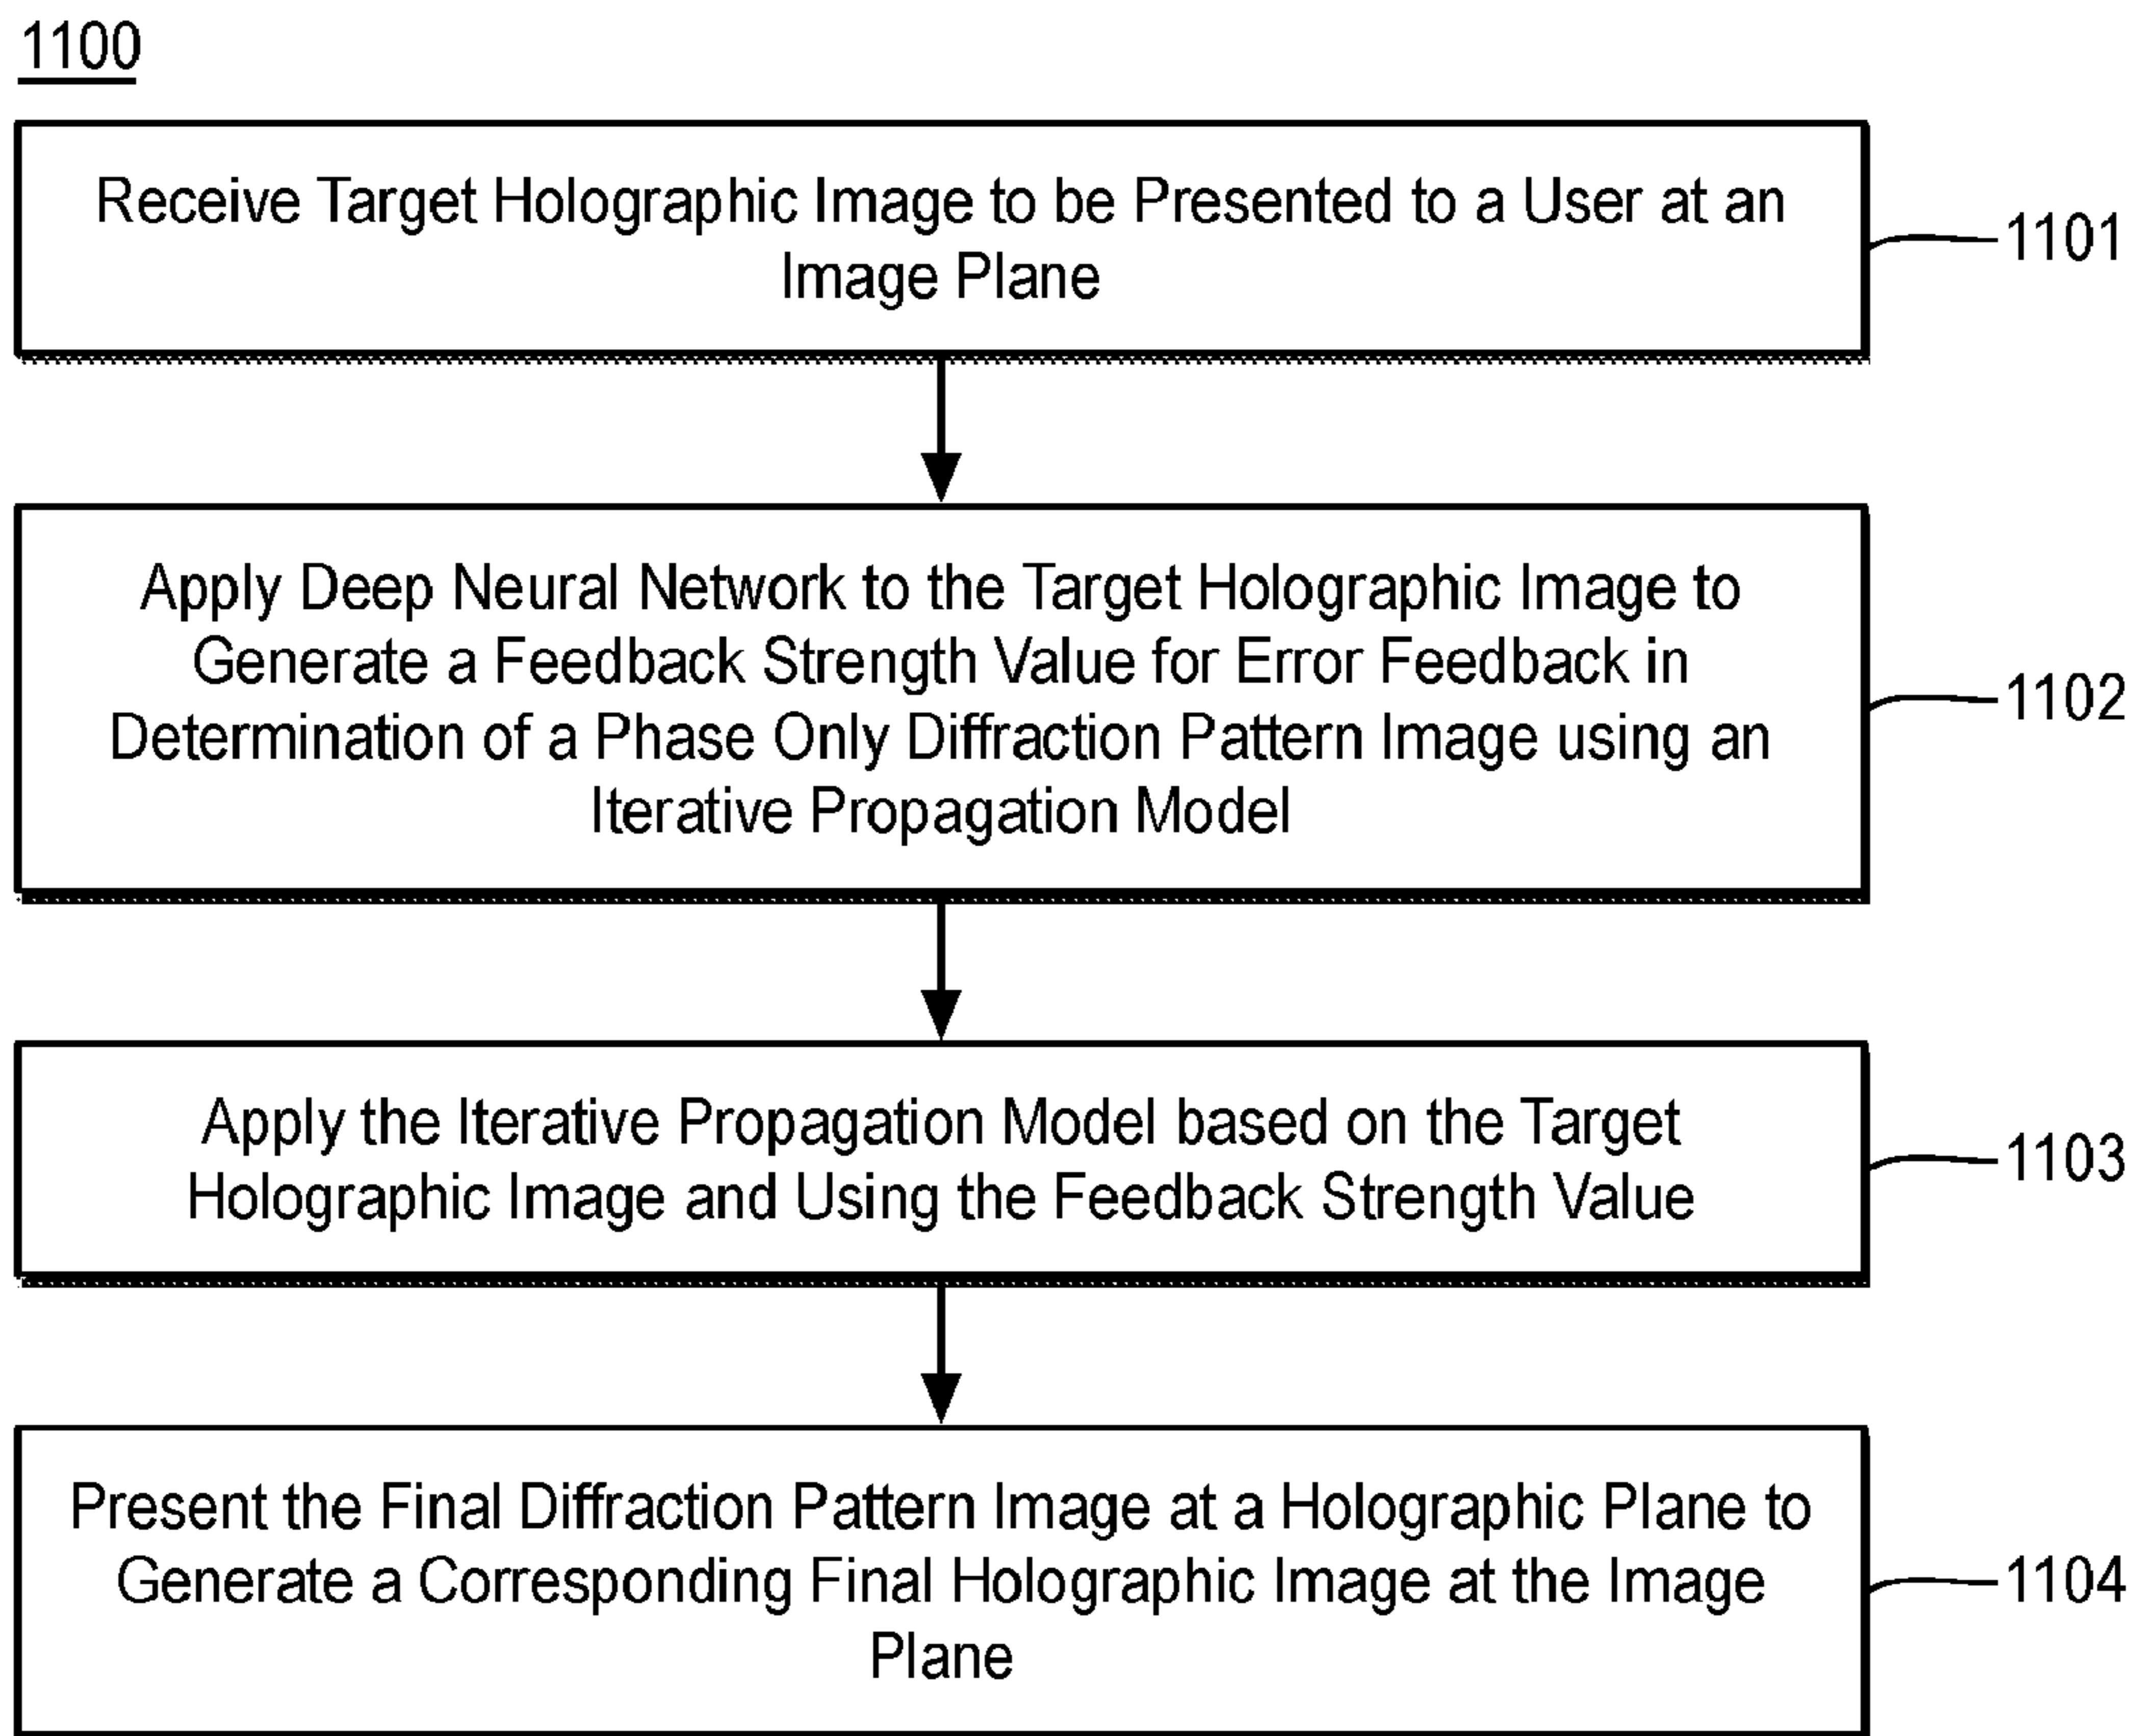 1100
Receive Target Holographic Image to be Presented to a User at an
Image Plane
1101
Apply Deep Neural Network to the Target Holographic Image to
Generate a Feedback Strength Value for Error Feedback in
Determination of a Phase Only Diffraction Pattern Image using an
Iterative Propagation Model
1102
Apply the Iterative Propagation Model based on the Target
Holographic Image and Using the Feedback Strength Value
1103
Present the Final Diffraction Pattern Image at a Holographic Plane to
Generate a Corresponding Final Holographic Image at the Image
Plane
1104